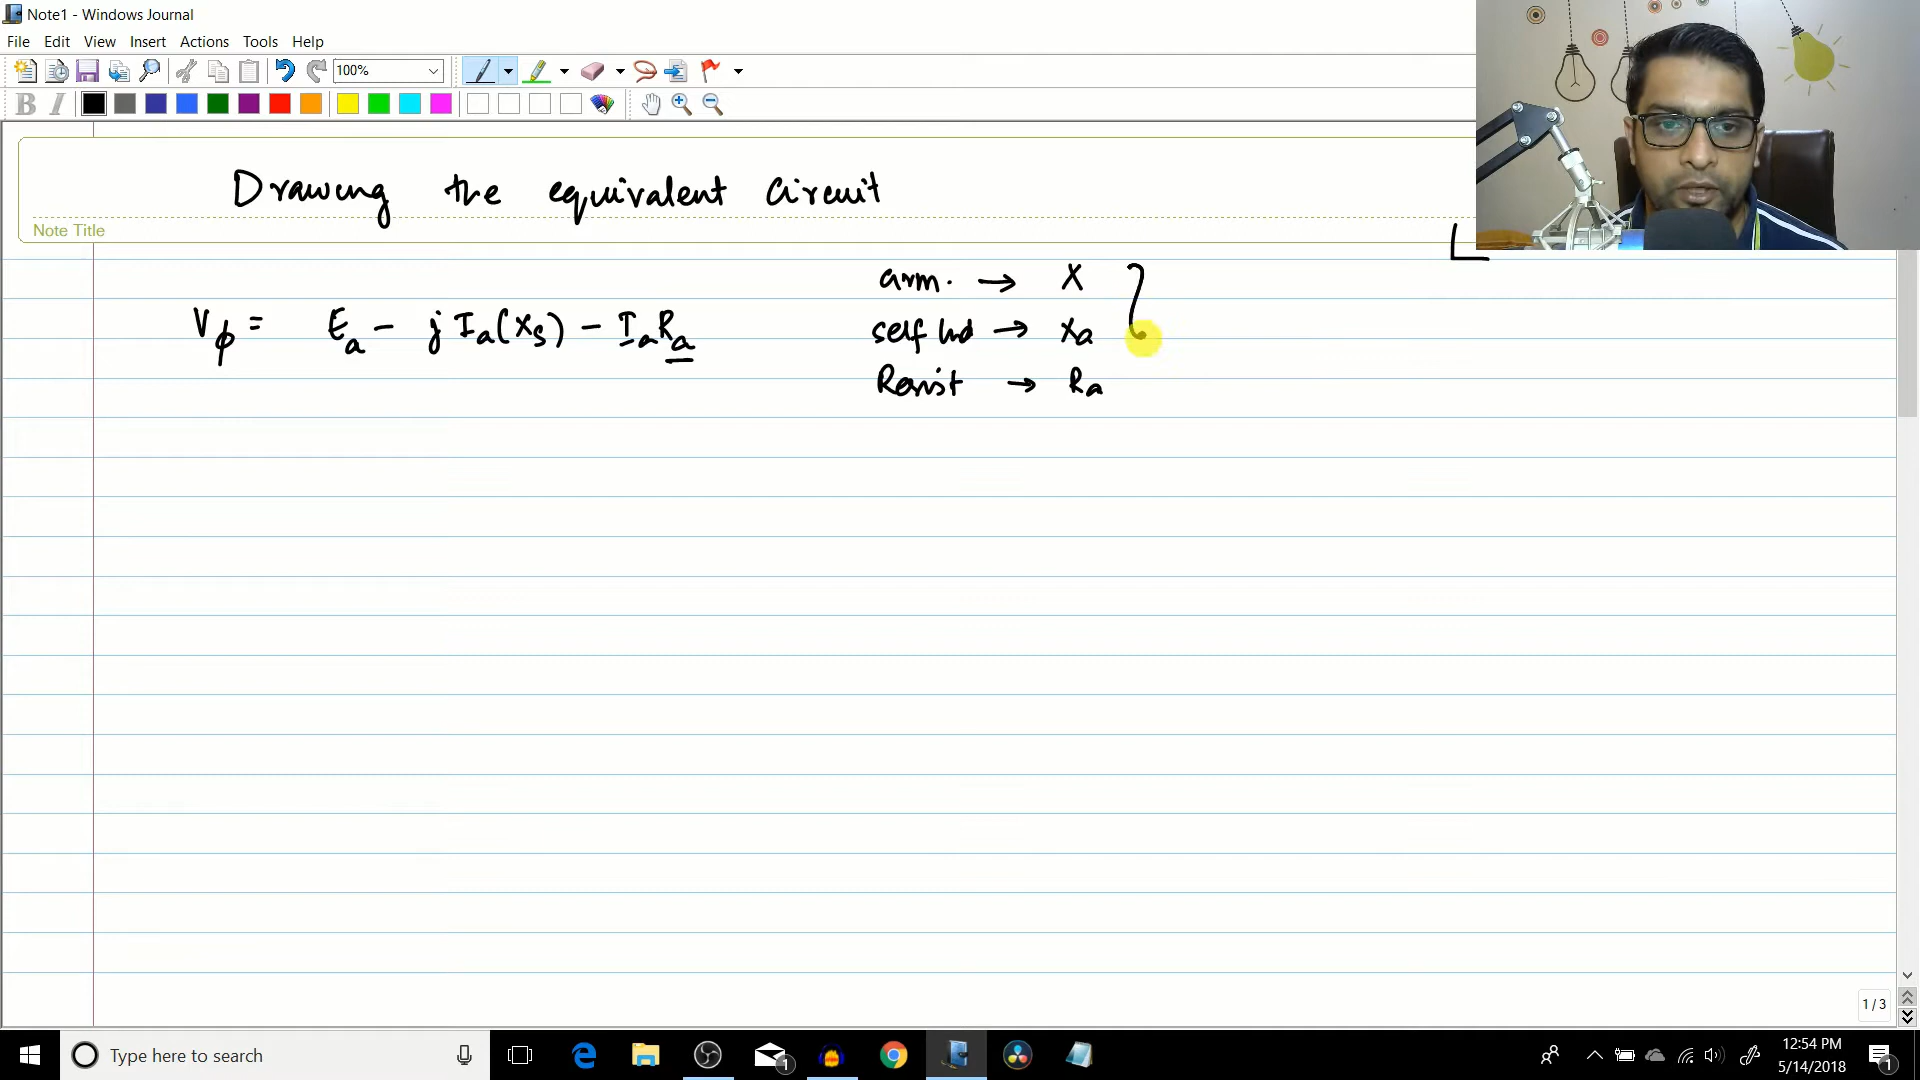 Note1 - Windows Journal
File Edit View Insert Actions Tools Help
100%
B I
Drawing the equivalent circuit
Note Title
arm. → X
Vϕ = Ea - j Ia(Xs) - IaRa
self Ind → Xa
Resist → Ra
1 / 3
Type here to search
1
12:54 PM
5/14/2018
1